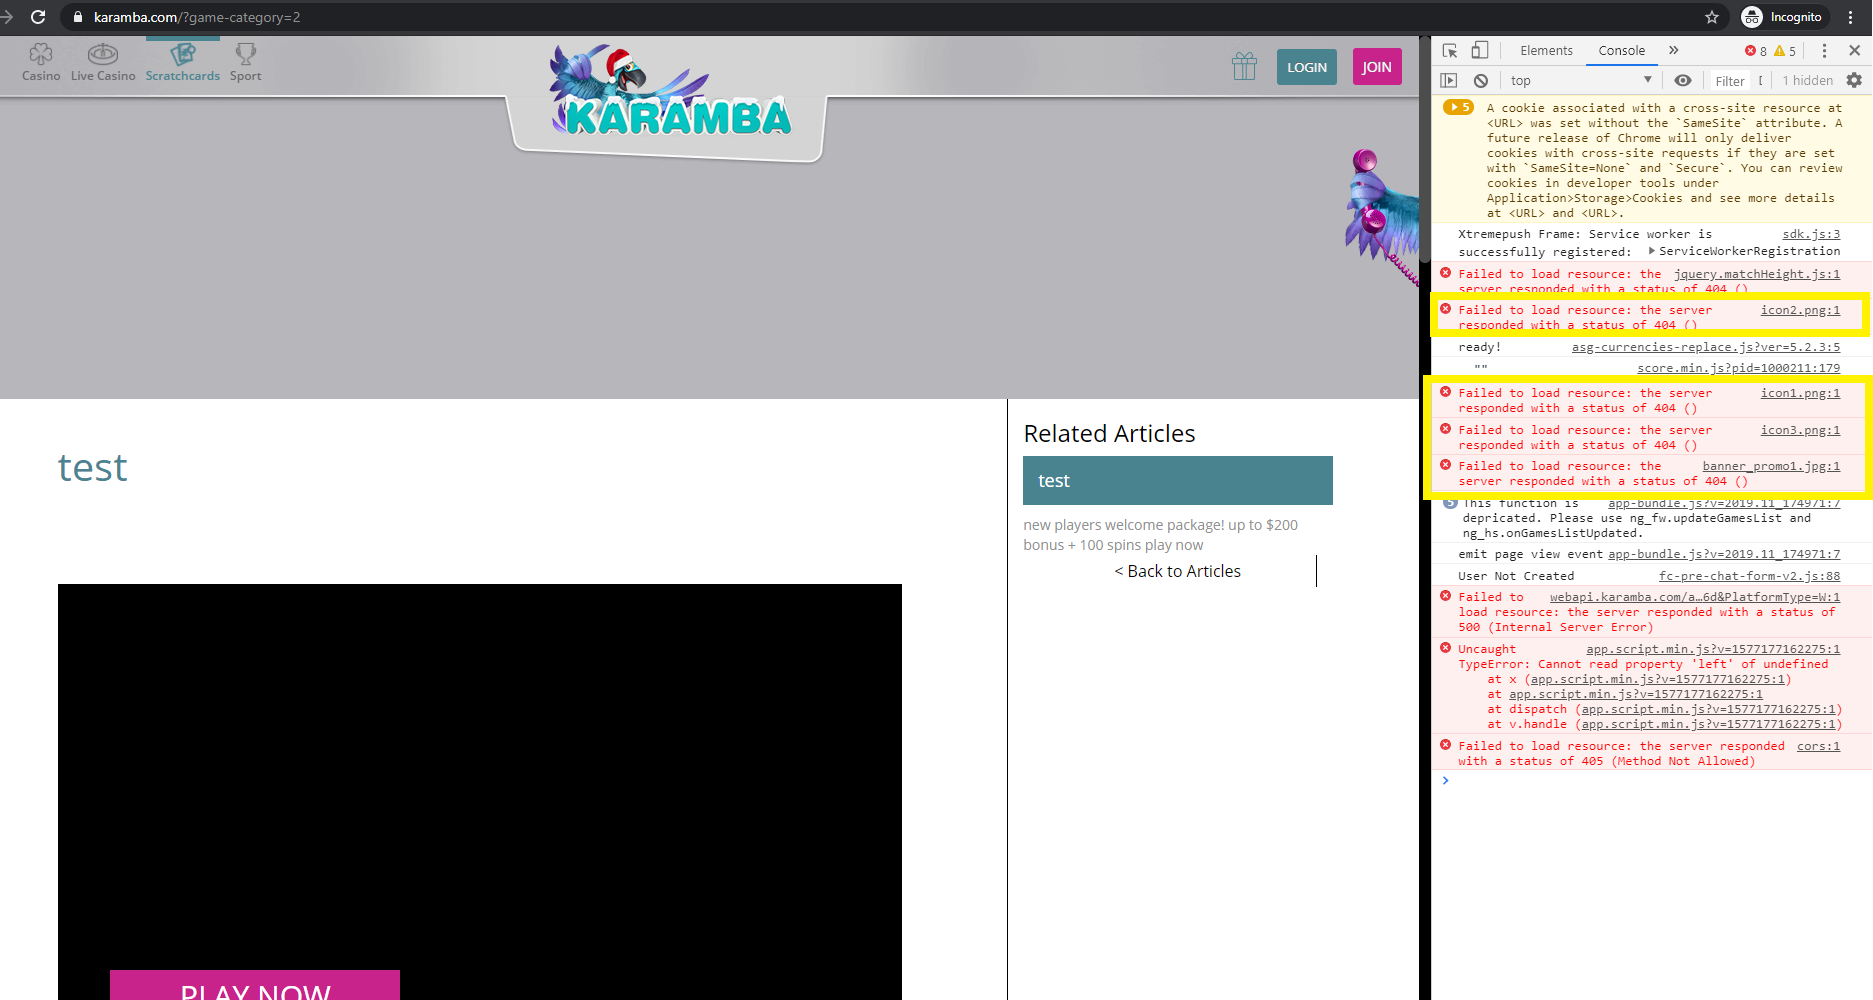 karamba.com/?game-category=2
Incognito
Casino
Live Casino
Scratchcards
Sport
KARAMBA
LOGIN
JOIN
test
PLAY NOW
Related Articles
test
new players welcome package! up to $200
bonus + 100 spins play now
< Back to Articles
Elements
Console
8
5
top
Filter
1 hidden
5
A cookie associated with a cross-site resource at
<URL> was set without the `SameSite` attribute. A
future release of Chrome will only deliver
cookies with cross-site requests if they are set
with `SameSite=None` and `Secure`. You can review
cookies in developer tools under
Application>Storage>Cookies and see more details
at <URL> and <URL>.
Xtremepush Frame: Service worker is sdk.js:3
successfully registered: ServiceWorkerRegistration
Failed to load resource: the jquery.matchHeight.js:1
server responded with a status of 404 ()
Failed to load resource: the server icon2.png:1
responded with a status of 404 ()
ready! asg-currencies-replace.js?ver=5.2.3:5
"" score.min.js?pid=1000211:179
Failed to load resource: the server icon1.png:1
responded with a status of 404 ()
Failed to load resource: the server icon3.png:1
responded with a status of 404 ()
Failed to load resource: the banner_promo1.jpg:1
server responded with a status of 404 ()
5 This function is app-bundle.js?v=2019.11_174971:7
depricated. Please use ng_fw.updateGamesList and
ng_hs.onGamesListUpdated.
emit page view event app-bundle.js?v=2019.11_174971:7
User Not Created fc-pre-chat-form-v2.js:88
Failed to webapi.karamba.com/a…6d&PlatformType=W:1
load resource: the server responded with a status of
500 (Internal Server Error)
Uncaught app.script.min.js?v=1577177162275:1
TypeError: Cannot read property 'left' of undefined
at x (app.script.min.js?v=1577177162275:1)
at app.script.min.js?v=1577177162275:1
at dispatch (app.script.min.js?v=1577177162275:1)
at v.handle (app.script.min.js?v=1577177162275:1)
Failed to load resource: the server responded cors:1
with a status of 405 (Method Not Allowed)